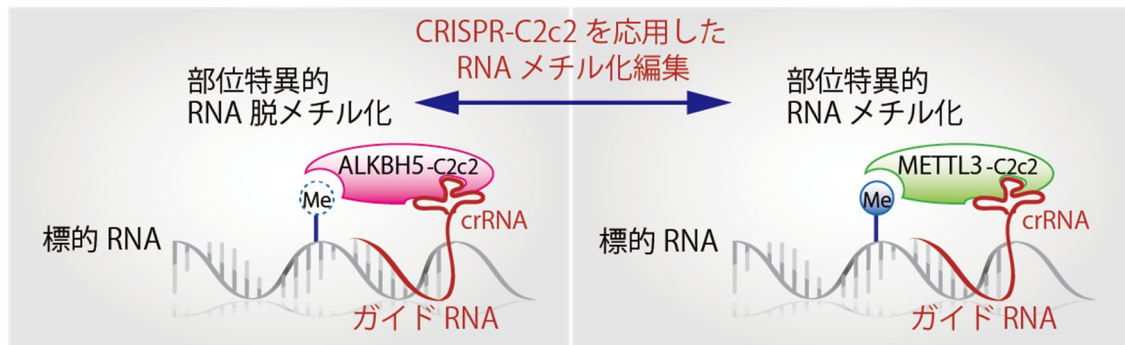 CRISPR-C2c2 を応用した
RNA メチル化編集
部位特異的
RNA 脱メチル化
ALKBH5-C2c2
Me
crRNA
標的 RNA
ガイド RNA
部位特異的
RNA メチル化
METTL3-C2c2
Me
crRNA
標的 RNA
ガイド RNA